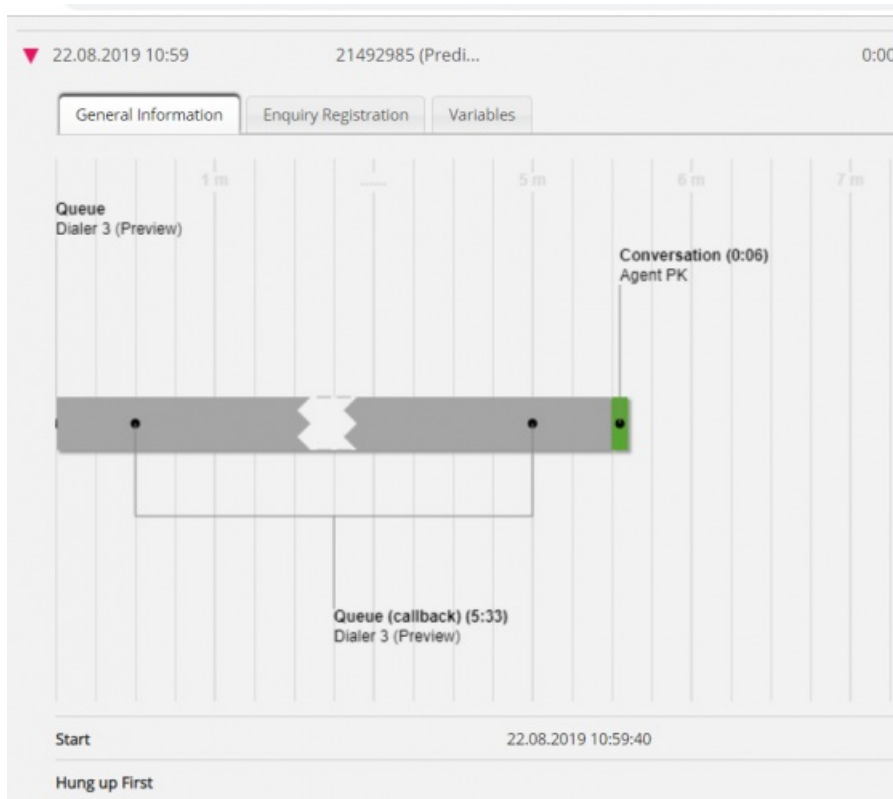 22.08.2019 10:59 21492985 (Predi... 0:00
General Information Enquiry Registration Variables
1 m ...... 5 m 6 m 7 m
Queue
Dialer 3 (Preview)
Conversation (0:06)
Agent PK
Queue (callback) (5:33)
Dialer 3 (Preview)
Start 22.08.2019 10:59:40
Hung up First